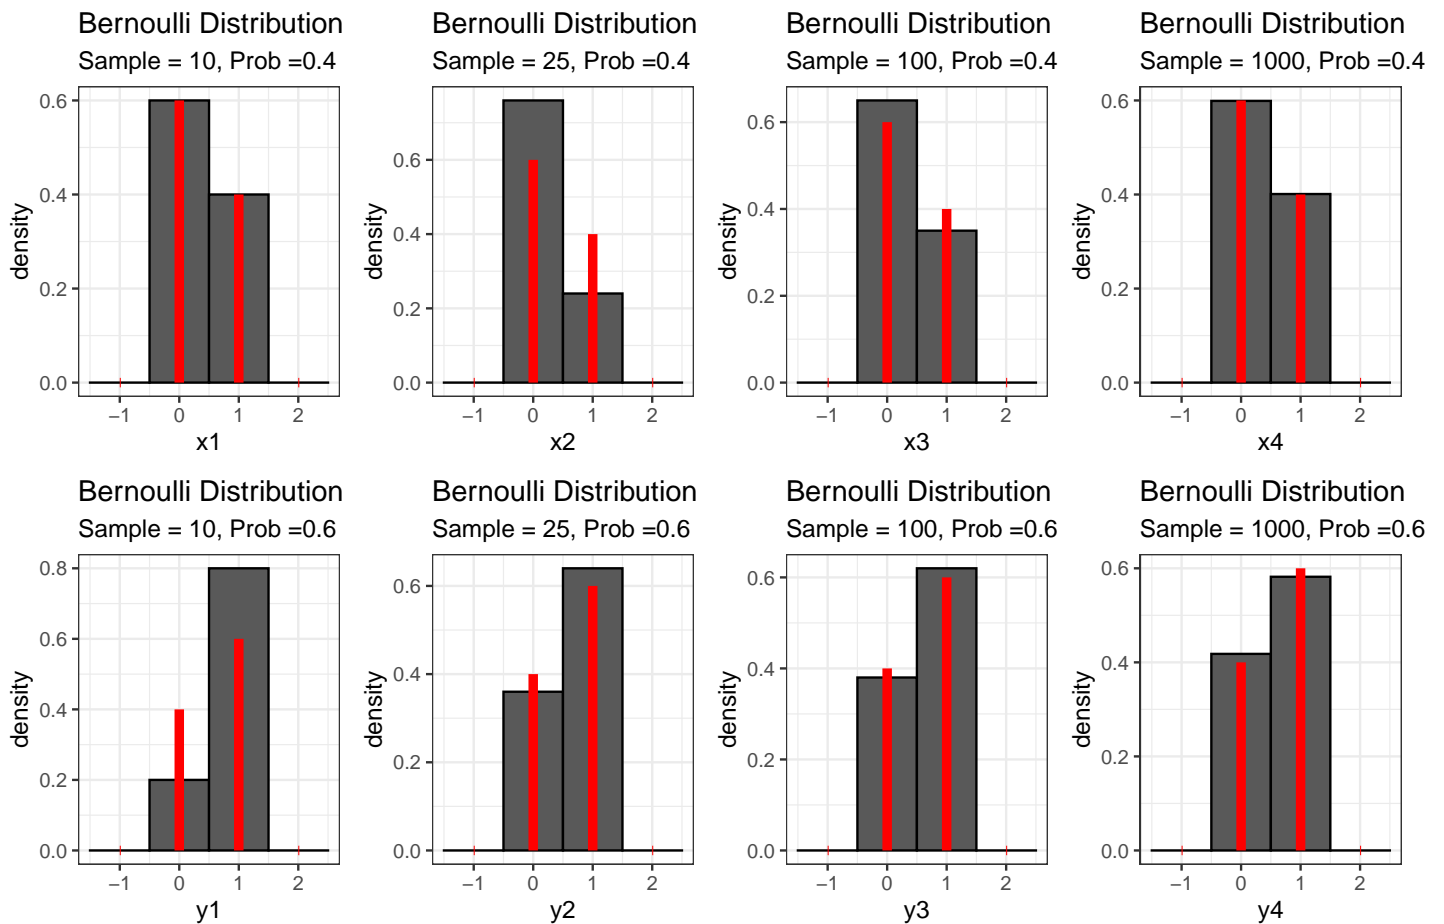 Bernoulli Distribution
Sample = 10, Prob =0.4
0.6
0.4
0.2
0.0
density
−1 0 1 2
x1
Bernoulli Distribution
Sample = 25, Prob =0.4
0.6
0.4
0.2
0.0
density
−1 0 1 2
x2
Bernoulli Distribution
Sample = 100, Prob =0.4
0.6
0.4
0.2
0.0
density
−1 0 1 2
x3
Bernoulli Distribution
Sample = 1000, Prob =0.4
0.6
0.4
0.2
0.0
density
−1 0 1 2
x4
Bernoulli Distribution
Sample = 10, Prob =0.6
0.8
0.6
0.4
0.2
0.0
density
−1 0 1 2
y1
Bernoulli Distribution
Sample = 25, Prob =0.6
0.6
0.4
0.2
0.0
density
−1 0 1 2
y2
Bernoulli Distribution
Sample = 100, Prob =0.6
0.6
0.4
0.2
0.0
density
−1 0 1 2
y3
Bernoulli Distribution
Sample = 1000, Prob =0.6
0.6
0.4
0.2
0.0
density
−1 0 1 2
y4